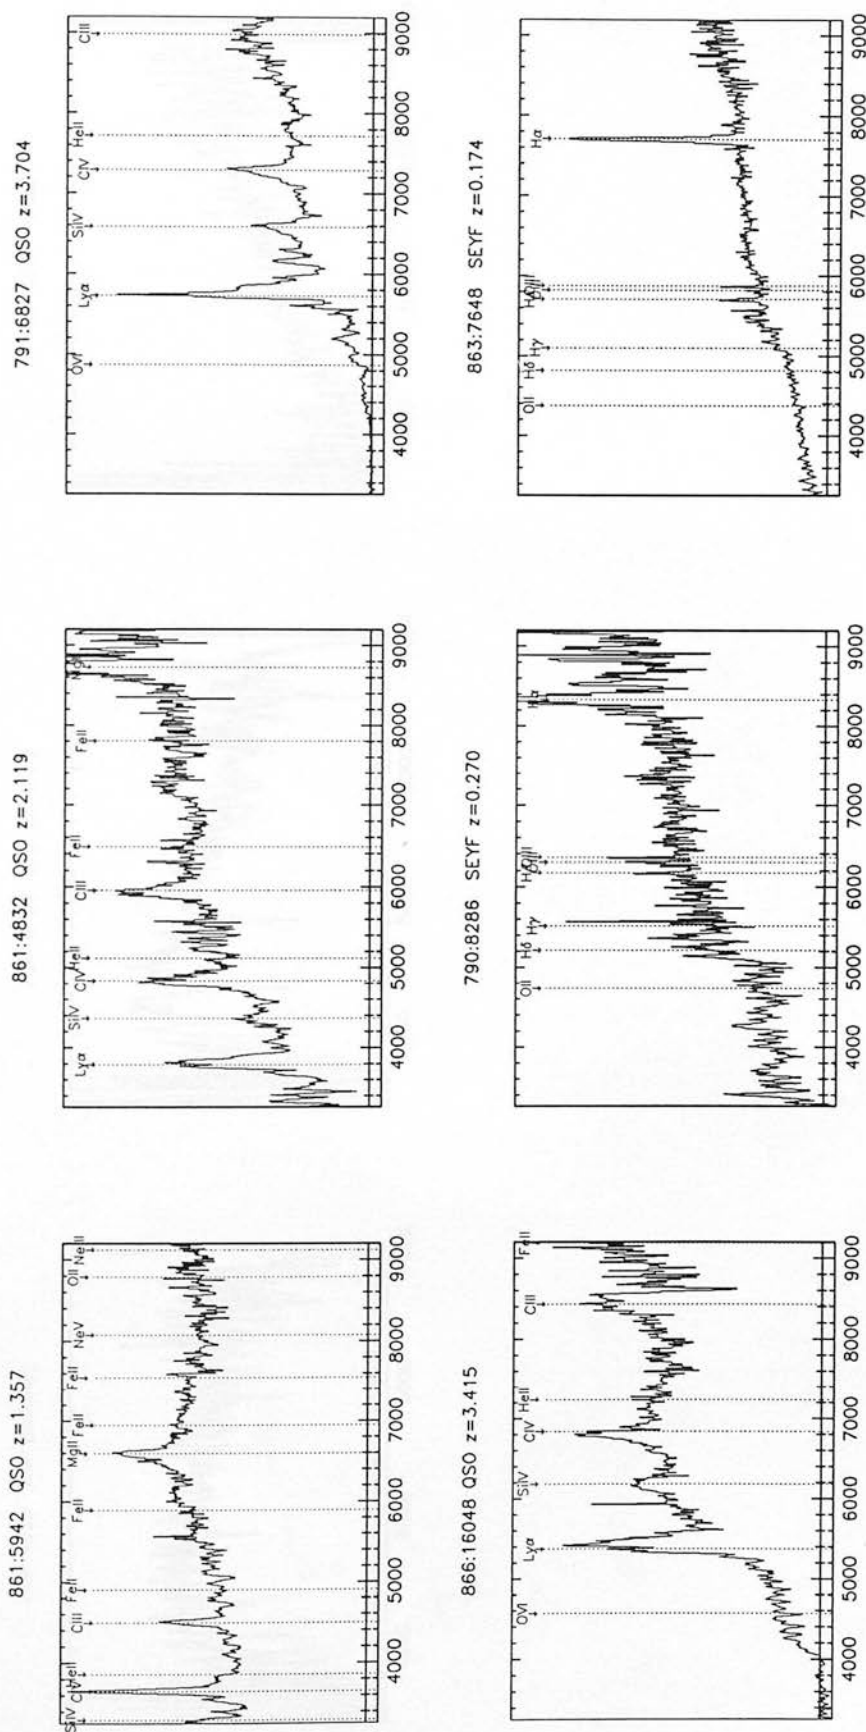 861:5942 QSO z=1.357
SiIV CIV HeII CIII FeII FeII MgII FeII FeII NeV OII NeIII
4000 5000 6000 7000 8000 9000
861:4832 QSO z=2.119
Lyα SiIV CIV HeII CIII FeII FeII
4000 5000 6000 7000 8000 9000
791:6827 QSO z=3.704
OVI Lyα SiIV CIV HeII CIII
4000 5000 6000 7000 8000 9000
866:16048 QSO z=3.415
OVI Lyα SiIV CIV HeII CIII FeII
4000 5000 6000 7000 8000 9000
790:8286 SEYF z=0.270
OII Hδ Hγ
4000 5000 6000 7000 8000 9000
863:7648 SEYF z=0.174
OII Hδ Hγ Hα
4000 5000 6000 7000 8000 9000